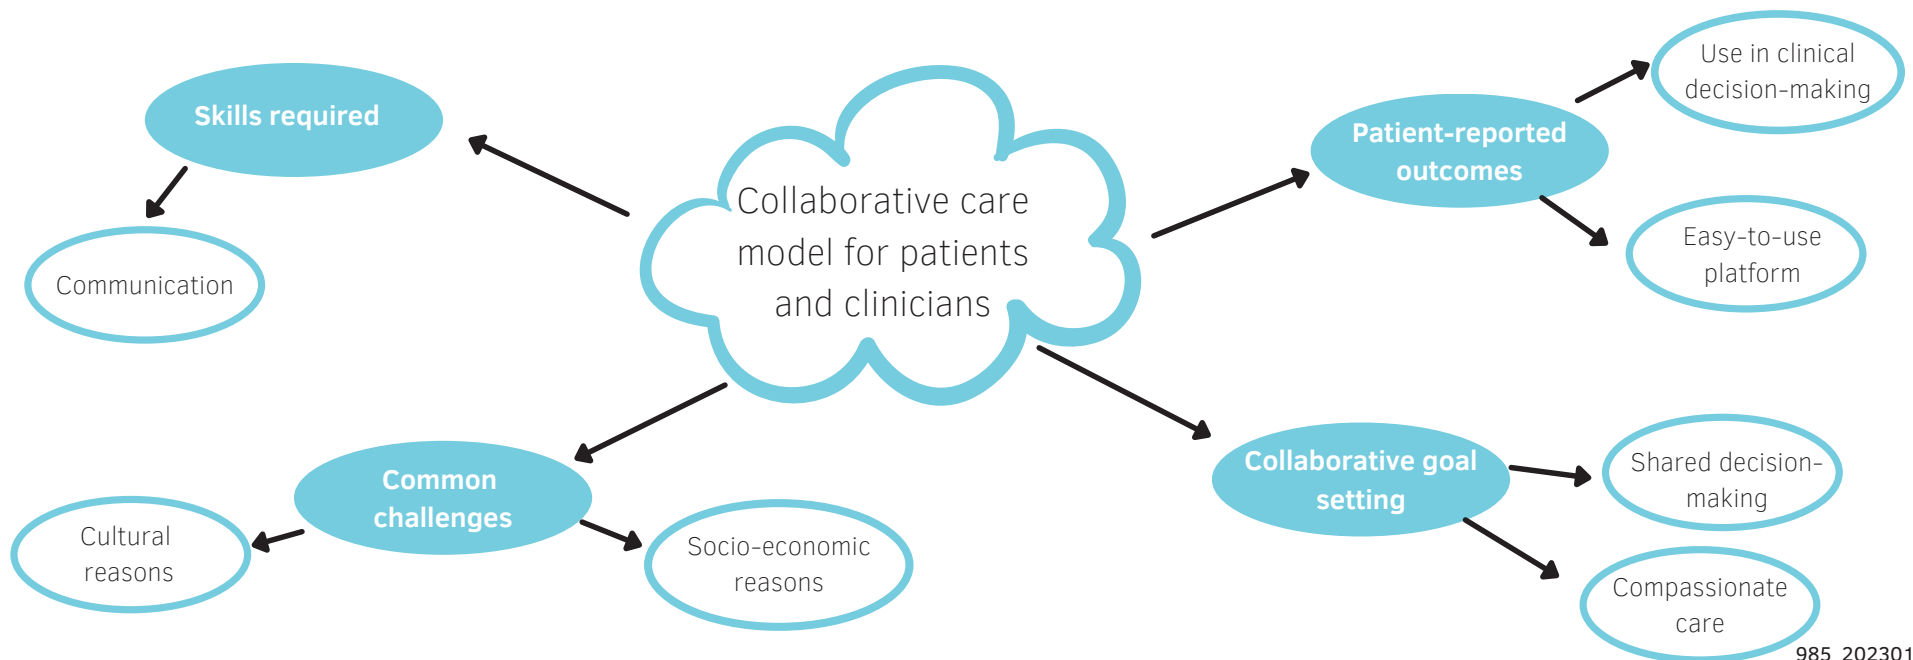 Skills required
Communication
Collaborative care
model for patients
and clinicians
Patient-reported
outcomes
Use in clinical
decision-making
Easy-to-use
platform
Common
challenges
Cultural
reasons
Socio-economic
reasons
Collaborative goal
setting
Shared decision-
making
Compassionate
care
985_202301